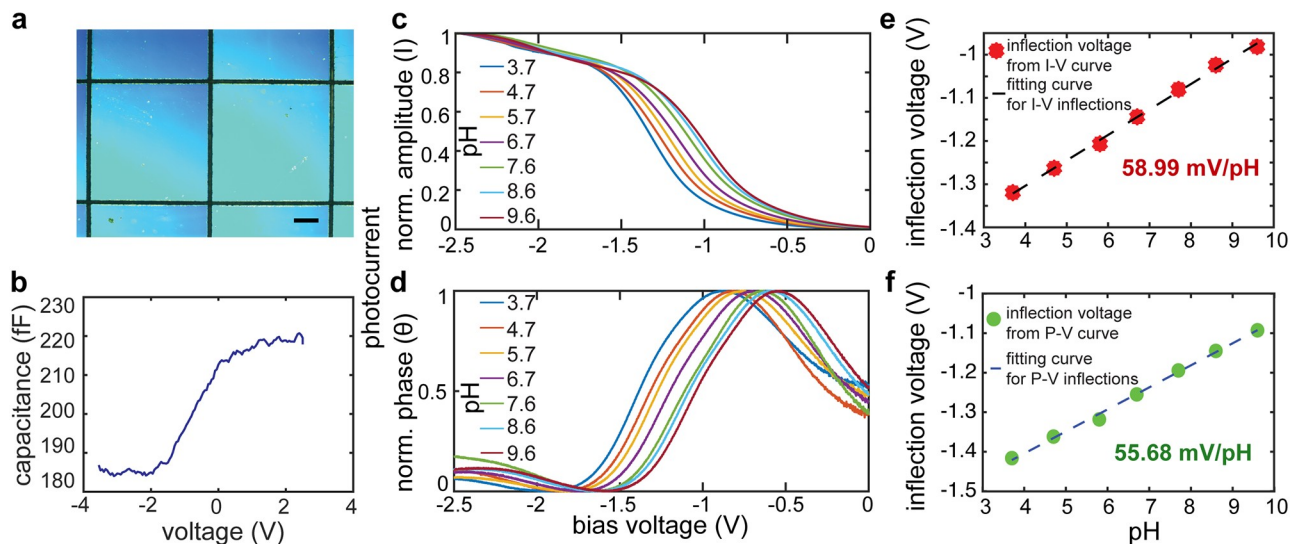 a
b
230
220
210
200
190
180
capacitance (fF)
-4
-2
0
2
4
voltage (V)
photocurrent
c
norm. amplitude (I)
1
0.8
0.6
0.4
0.2
0
pH
3.7
4.7
5.7
6.7
7.6
8.6
9.6
-2.5
-2
-1.5
-1
-0.5
0
d
norm. phase (θ)
1
0.5
0
pH
3.7
4.7
5.7
6.7
7.6
8.6
9.6
-2.5
-2
-1.5
-1
-0.5
0
bias voltage (V)
e
inflection voltage (V)
-1
-1.1
-1.2
-1.3
-1.4
inflection voltage
from I-V curve
fitting curve
for I-V inflections
58.99 mV/pH
3
4
5
6
7
8
9
10
f
inflection voltage (V)
-1
-1.1
-1.2
-1.3
-1.4
-1.5
inflection voltage
from P-V curve
fitting curve
for P-V inflections
55.68 mV/pH
3
4
5
6
7
8
9
10
pH